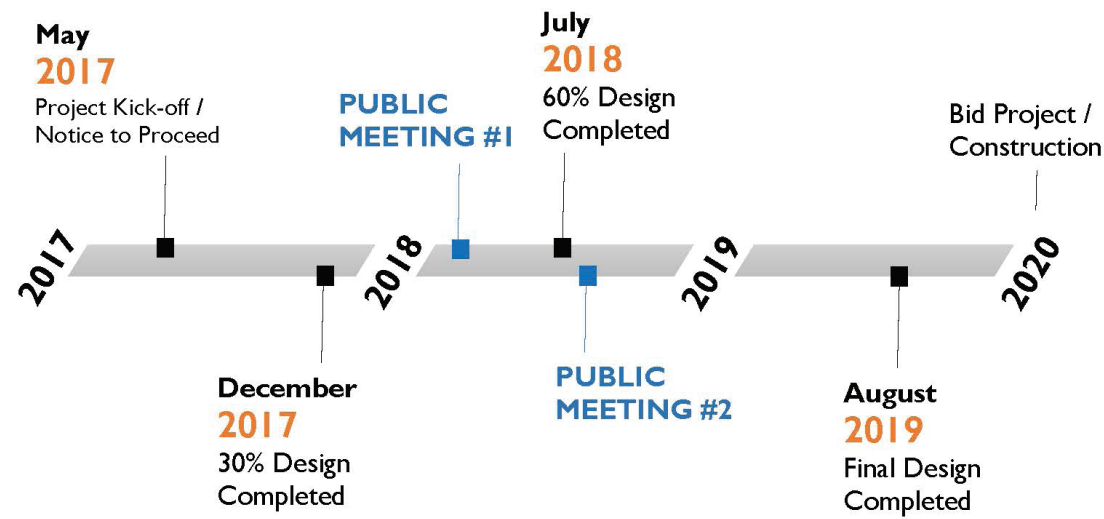 May
2017
Project Kick-off /
Notice to Proceed
PUBLIC
MEETING #1
July
2018
60% Design
Completed
Bid Project /
Construction
2017
2018
2019
2020
December
2017
30% Design
Completed
PUBLIC
MEETING #2
August
2019
Final Design
Completed